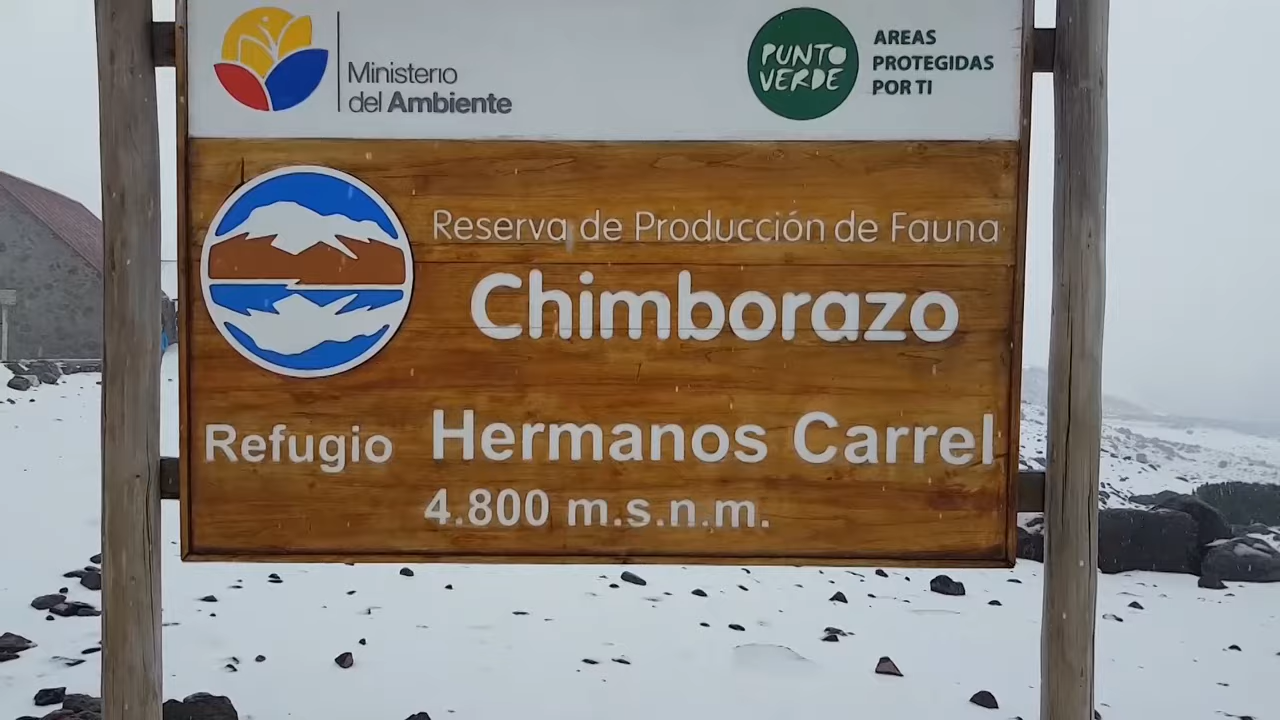 Ministerio
del Ambiente
PUNTO
VERDE
AREAS
PROTEGIDAS
POR TI
Reserva de Producción de Fauna
Chimborazo
Refugio Hermanos Carrel
4.800 m.s.n.m.